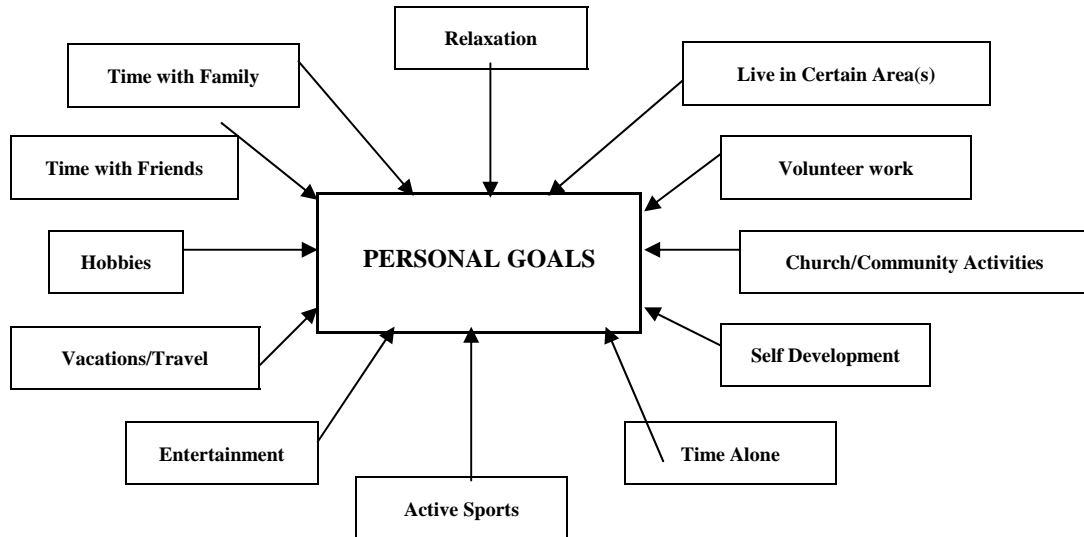 Relaxation
Time with Family
Live in Certain Area(s)
Time with Friends
Volunteer work
Hobbies
PERSONAL GOALS
Church/Community Activities
Vacations/Travel
Self Development
Entertainment
Time Alone
Active Sports